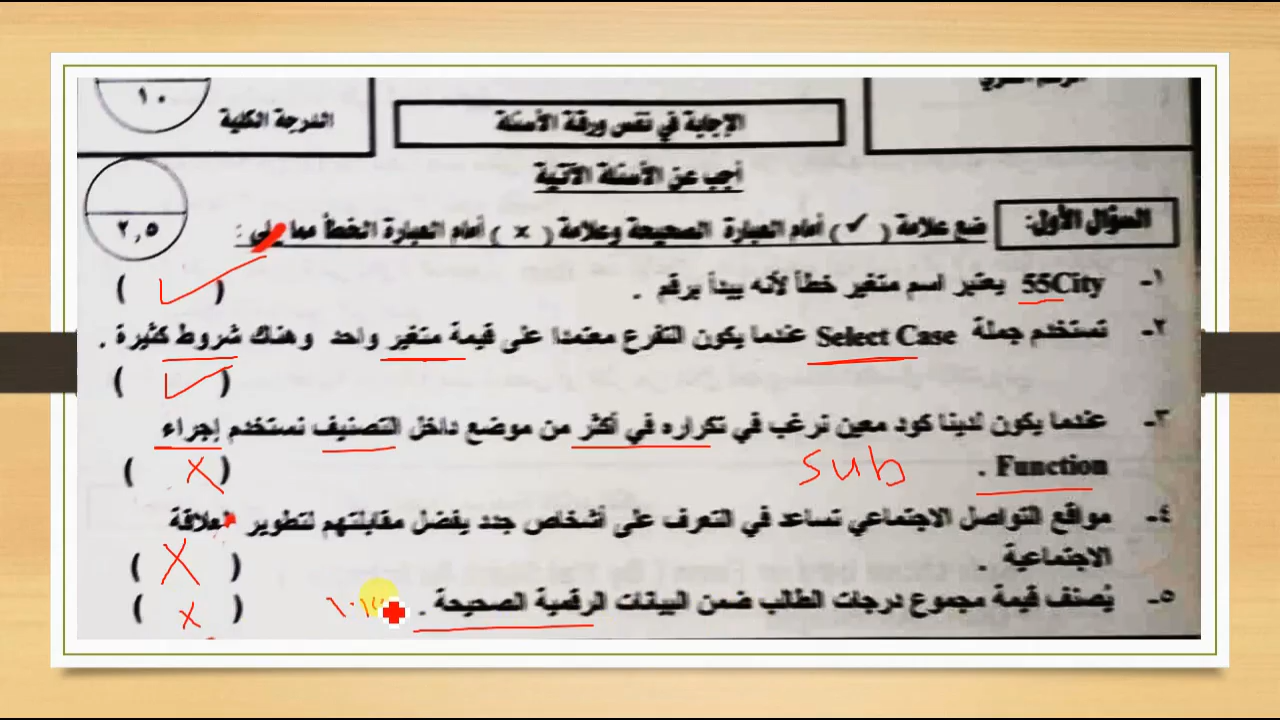 ١٠
الدرجة الكلية
الإجابة في نفس ورقة الأسئلة
أجب عن الأسئلة الآتية
٢,٥
السؤال الأول: ضع علامة (✓) أمام العبارة الصحيحة وعلامة (×) أمام العبارة الخطأ مما يلي :
١- 55City يعتبر اسم متغير خطأ لأنه يبدأ برقم . ( ✓ )
٢- تستخدم جملة Select Case عندما يكون التفرع معتمدا على قيمة متغير واحد وهناك شروط كثيرة .
( ✓ )
٣- عندما يكون لدينا كود معين نرغب في تكراره في أكثر من موضع داخل التصنيف نستخدم إجراء
Function . sub ( × )
٤- مواقع التواصل الاجتماعي تساعد في التعرف على أشخاص جدد يفضل مقابلتهم لتطوير العلاقة
الاجتماعية . ( × )
٥- يُصنف قيمة مجموع درجات الطالب ضمن البيانات الرقمية الصحيحة . ( × )